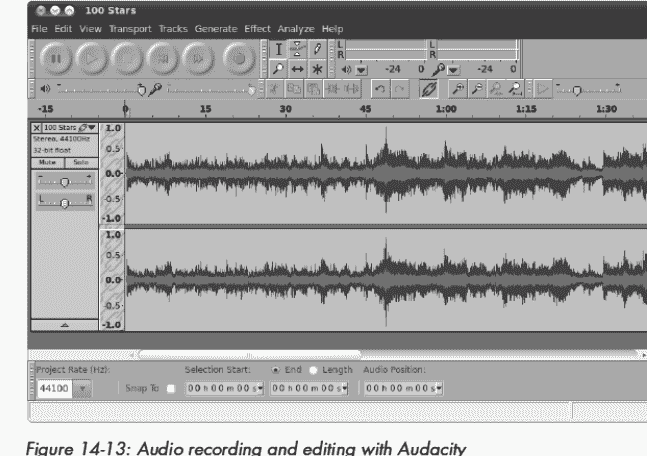 100 Stars
File Edit View Transport Tracks Generate Effect Analyze Help
L R -24 0 L R -24 0
-15 0 15 30 45 1:00 1:15 1:30
X 100 Stars
Stereo, 44100Hz
32-bit float
Mute Solo
- +
L R
1.0
0.5
0.0
-0.5
-1.0
1.0
0.5
0.0
-0.5
-1.0
Project Rate (Hz): Selection Start: End Length Audio Position:
44100 Snap To 00 h 00 m 00 s 00 h 00 m 00 s 00 h 00 m 00 s
Figure 14-13: Audio recording and editing with Audacity